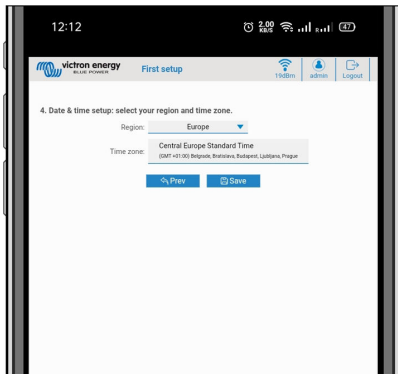 12:12
2.00
KB/S
R
47
victron energy
BLUE POWER
First setup
19dBm
admin
Logout
4. Date & time setup: select your region and time zone.
Region:
Europe
Time zone:
Central Europe Standard Time
(GMT +01:00) Belgrade, Bratislava, Budapest, Ljubljana, Prague
Prev
Save